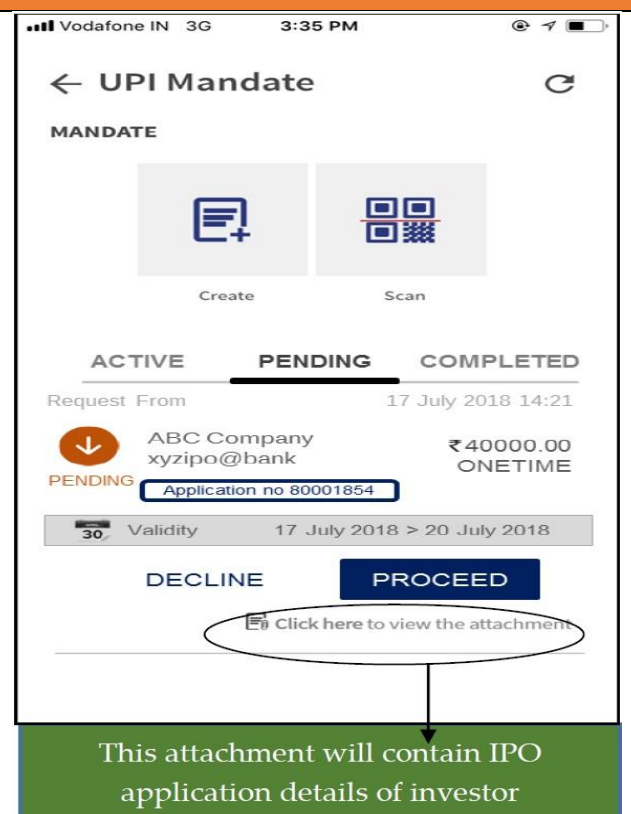 Vodafone IN 3G 3:35 PM
← UPI Mandate
MANDATE
Create Scan
ACTIVE PENDING COMPLETED
Request From 17 July 2018 14:21
ABC Company ₹40000.00
xyzipo@bank ONETIME
PENDING
Application no 80001854
30 Validity 17 July 2018 > 20 July 2018
DECLINE PROCEED
Click here to view the attachment
This attachment will contain IPO
application details of investor